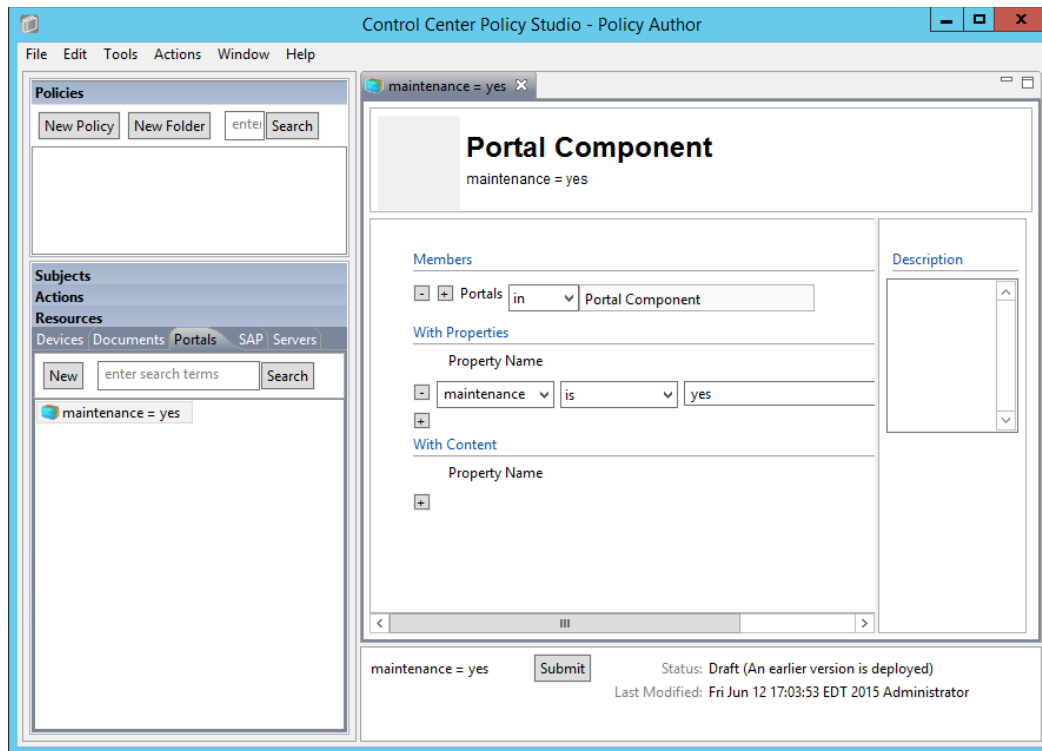 Control Center Policy Studio - Policy Author
File Edit Tools Actions Window Help
Policies
New Policy New Folder Search
Subjects
Actions
Resources
Devices Documents Portals SAP Servers
New enter search terms Search
maintenance = yes
maintenance = yes
Portal Component
maintenance = yes
Members
- + Portals in Portal Component
With Properties
Property Name
- maintenance is yes
+
With Content
Property Name
+
Description
maintenance = yes Submit Status: Draft (An earlier version is deployed)
Last Modified: Fri Jun 12 17:03:53 EDT 2015 Administrator